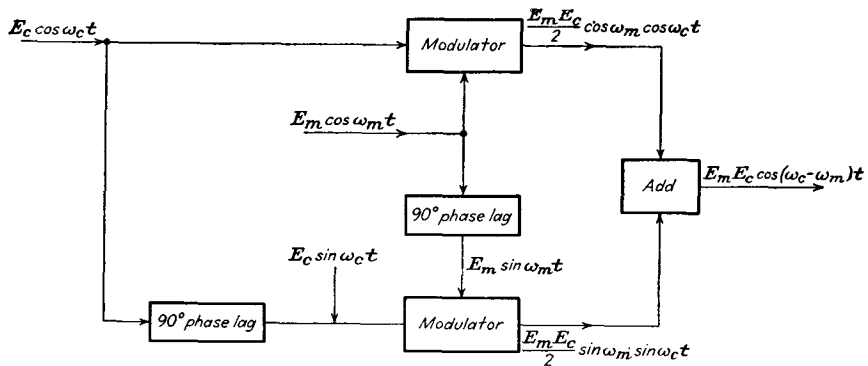 E_c cos ω_c t
Modulator
E_m E_c/2 cos ω_m cos ω_c t
E_m cos ω_m t
Add
E_m E_c cos(ω_c-ω_m)t
90° phase lag
E_c sin ω_c t
E_m sin ω_m t
90° phase lag
Modulator
E_m E_c/2 sin ω_m sin ω_c t